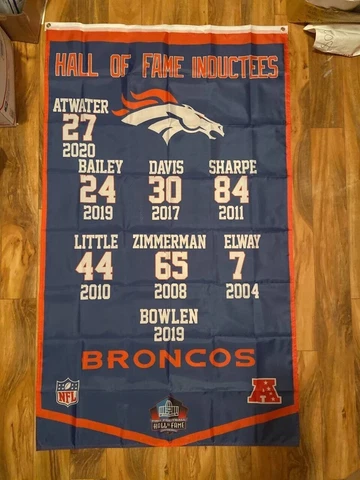 HALL OF FAME INDUCTEES
ATWATER
27
2020
BAILEY DAVIS SHARPE
24 30 84
2019 2017 2011
LITTLE ZIMMERMAN ELWAY
44 65 7
2010 2008 2004
BOWLEN
2019
BRONCOS
NFL
A
HALL OF FAME